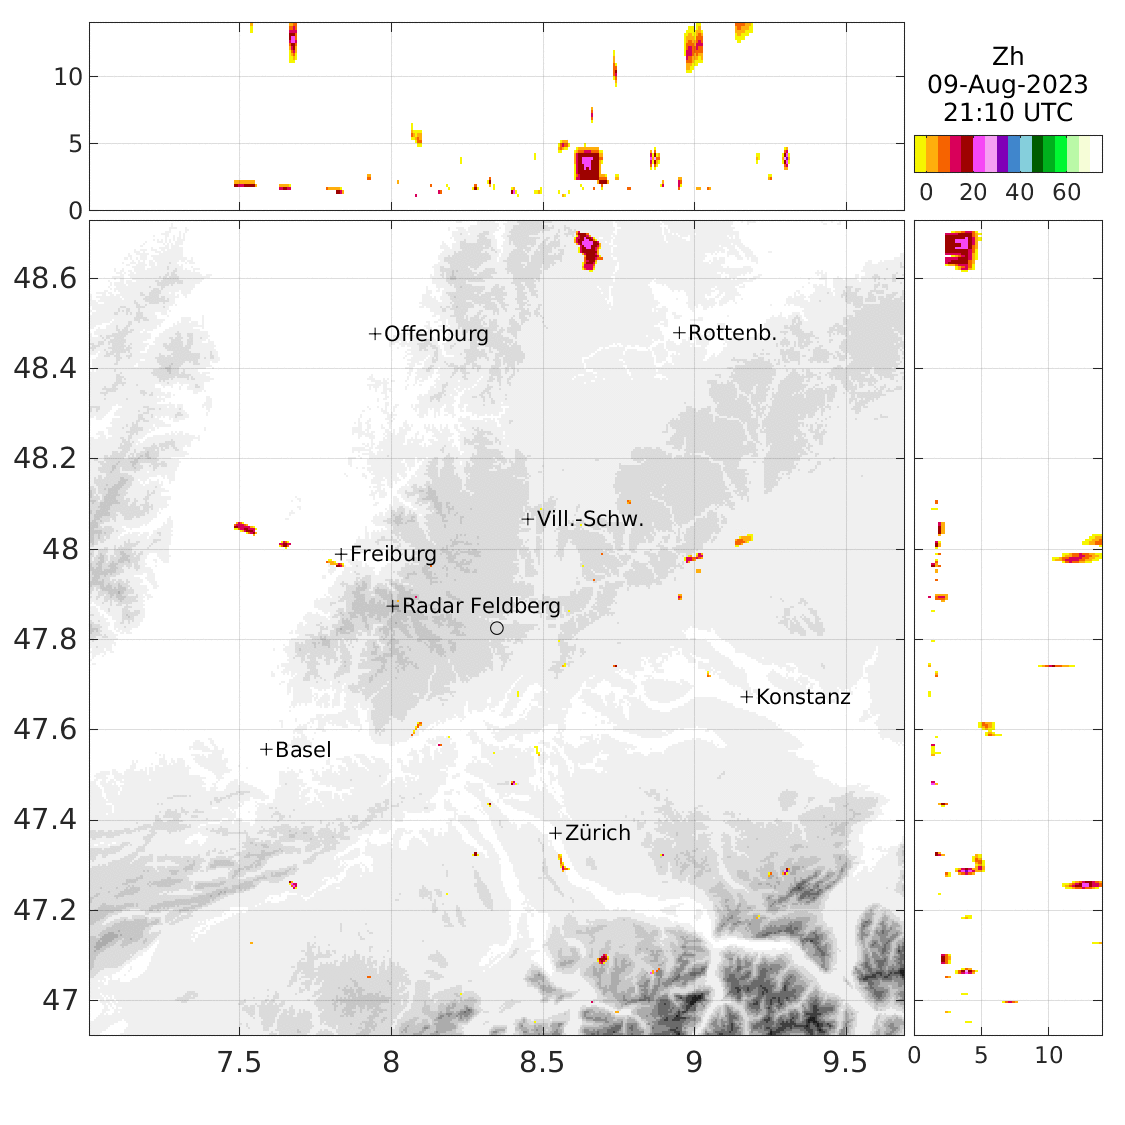 10
5
0
Zh
09-Aug-2023
21:10 UTC
0 20 40 60
48.6
48.4
48.2
48
47.8
47.6
47.4
47.2
47
Offenburg
Rottenb.
Vill.-Schw.
Freiburg
Radar Feldberg
Konstanz
Basel
Zürich
7.5 8 8.5 9 9.5
0 5 10